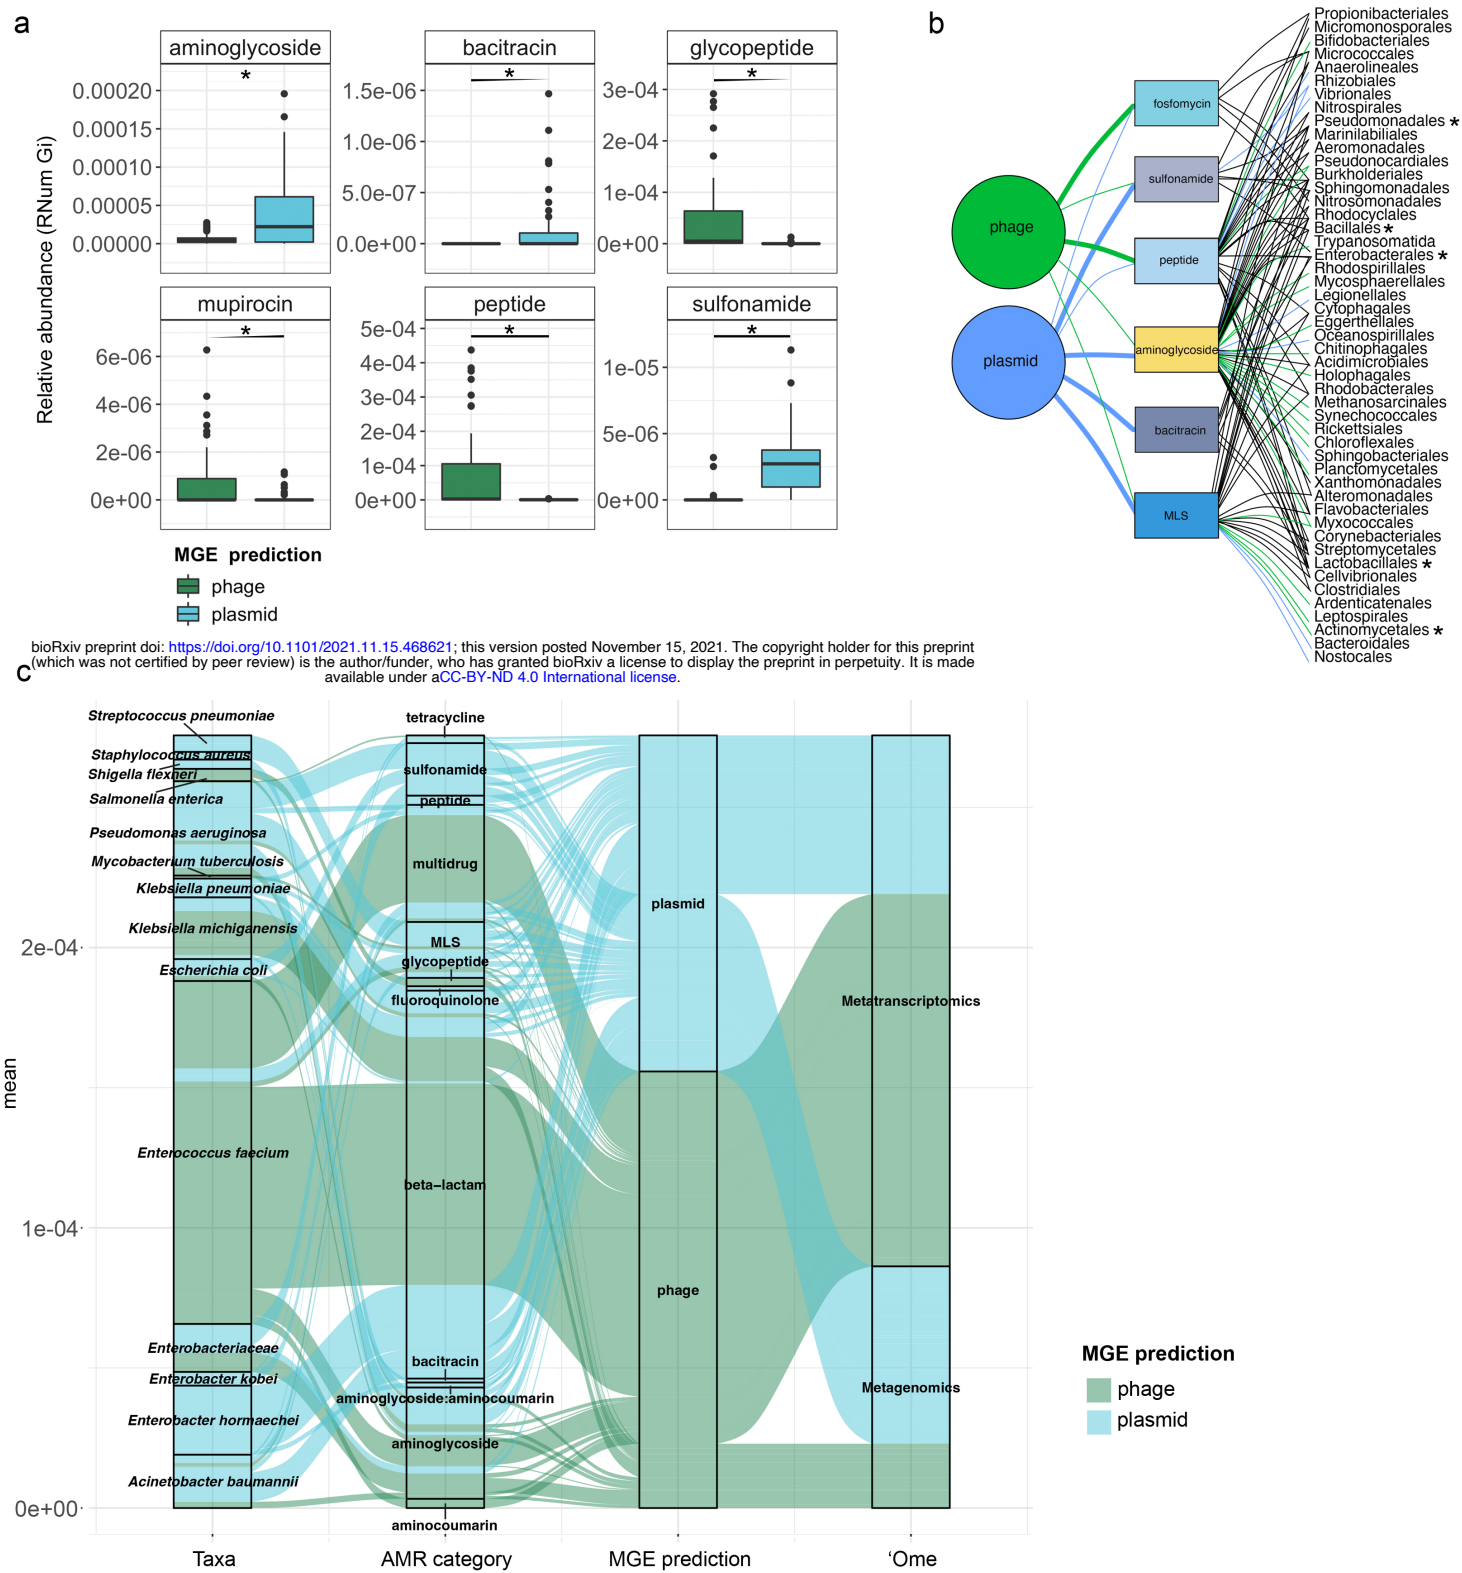 a
aminoglycoside
bacitracin
glycopeptide
*
*
*
0.00020
0.00015
0.00010
0.00005
0.00000
1.5e-06
1.0e-06
5.0e-07
0.0e+00
3e-04
2e-04
1e-04
0e+00
Relative abundance (RNum Gi)
mupirocin
peptide
sulfonamide
*
*
*
6e-06
4e-06
2e-06
0e+00
5e-04
4e-04
3e-04
2e-04
1e-04
0e+00
1e-05
5e-06
0e+00
MGE prediction
phage
plasmid
b
phage
plasmid
fosfomycin
sulfonamide
peptide
aminoglycoside
bacitracin
MLS
Propionibacteriales
Micromonosporales
Bifidobacteriales
Micrococcales
Anaerolineales
Rhizobiales
Vibrionales
Nitrospirales
Pseudomonadales *
Marinilabiliales
Aeromonadales
Pseudonocardiales
Burkholderiales
Sphingomonadales
Nitrosomonadales
Rhodocyclales
Bacillales *
Trypanosomatida
Enterobacterales *
Rhodospirillales
Mycosphaerellales
Legionellales
Cytophagales
Eggerthellales
Oceanospirillales
Chitinophagales
Acidimicrobiales
Holophagales
Rhodobacterales
Methanosarcinales
Synechococcales
Rickettsiales
Chloroflexales
Sphingobacteriales
Planctomycetales
Xanthomonadales
Alteromonadales
Flavobacteriales
Myxococcales
Corynebacteriales
Streptomycetales
Lactobacillales *
Cellvibrionales
Clostridiales
Ardenticatenales
Leptospirales
Actinomycetales *
Bacteroidales
Nostocales
bioRxiv preprint doi: https://doi.org/10.1101/2021.11.15.468621; this version posted November 15, 2021. The copyright holder for this preprint
(which was not certified by peer review) is the author/funder, who has granted bioRxiv a license to display the preprint in perpetuity. It is made
available under aCC-BY-ND 4.0 International license.
c
mean
2e-04
1e-04
0e+00
Streptococcus pneumoniae
Staphylococcus aureus
Shigella flexneri
Salmonella enterica
Pseudomonas aeruginosa
Mycobacterium tuberculosis
Klebsiella pneumoniae
Klebsiella michiganensis
Escherichia coli
Enterococcus faecium
Enterobacteriaceae
Enterobacter kobei
Enterobacter hormaechei
Acinetobacter baumannii
tetracycline
sulfonamide
peptide
multidrug
MLS
glycopeptide
fluoroquinolone
beta−lactam
bacitracin
aminoglycoside:aminocoumarin
aminoglycoside
aminocoumarin
plasmid
phage
Metatranscriptomics
Metagenomics
Taxa
AMR category
MGE prediction
‘Ome
MGE prediction
phage
plasmid